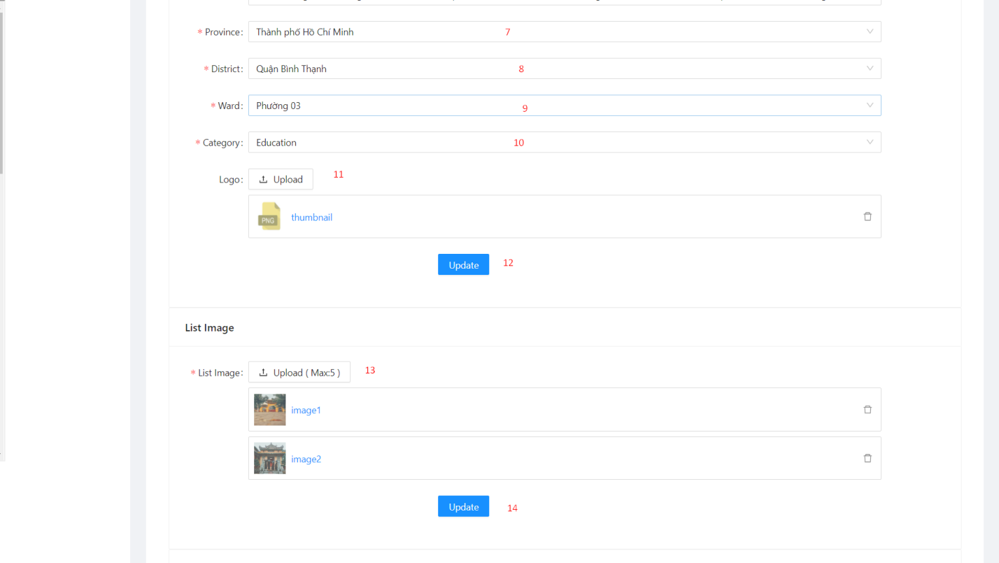 * Province: Thành phố Hồ Chí Minh 7
* District: Quận Bình Thạnh 8
* Ward: Phường 03 9
* Category: Education 10
Logo: Upload 11
PNG thumbnail
Update 12
List Image
* List Image: Upload ( Max:5 ) 13
image1
image2
Update 14